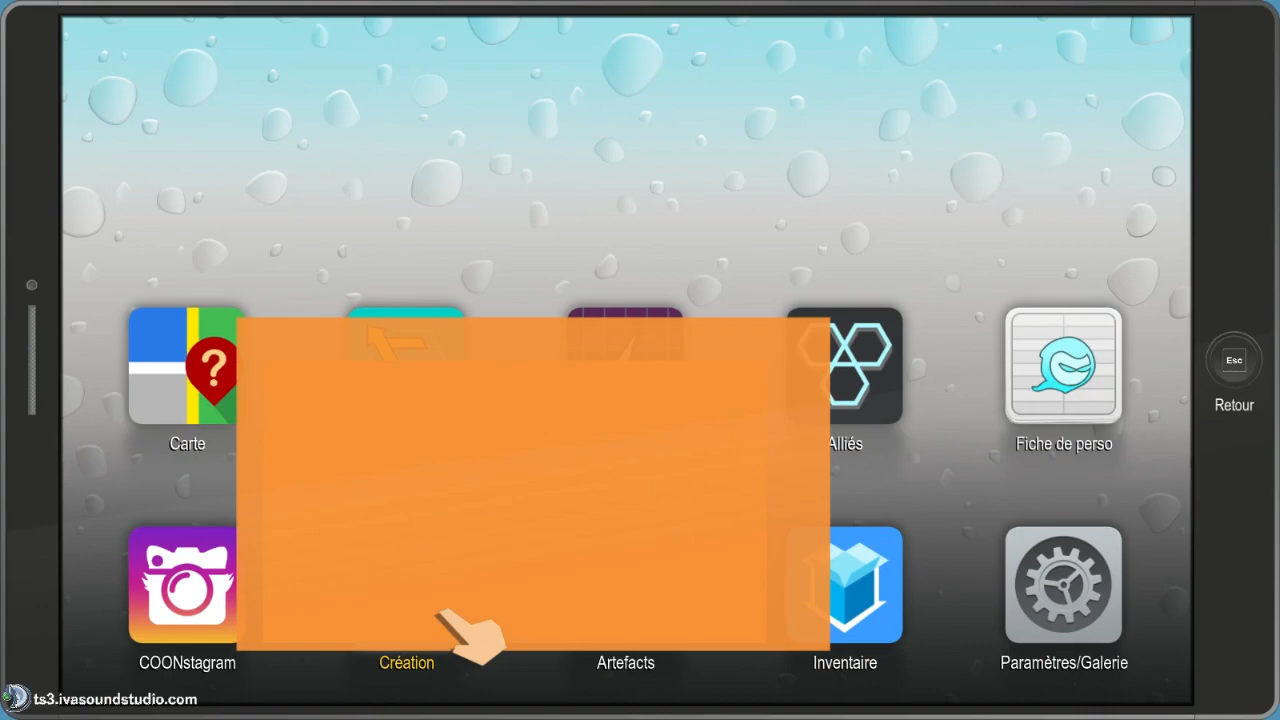 ?
Esc
Retour
Carte
Alliés
Fiche de perso
COONstagram
Création
Artefacts
Inventaire
Paramètres/Galerie
ts3.ivasoundstudio.com